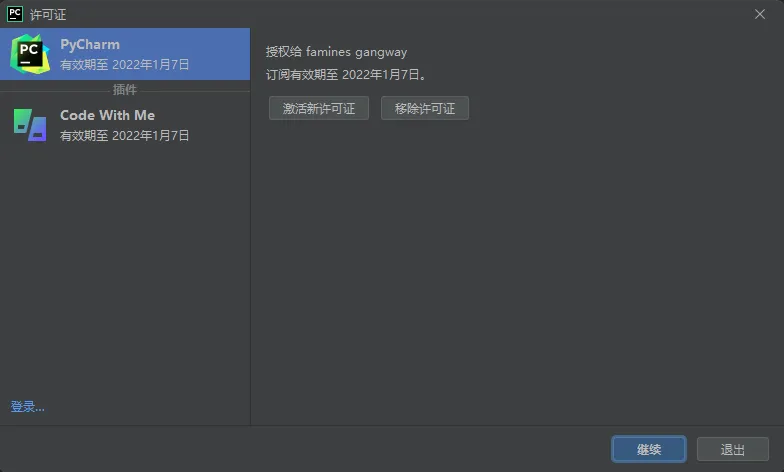 PC 许可证
PC
PyCharm
有效期至 2022年1月7日
插件
Code With Me
有效期至 2022年1月7日
授权给 famines gangway
订阅有效期至 2022年1月7日。
激活新许可证 移除许可证
登录...
继续 退出